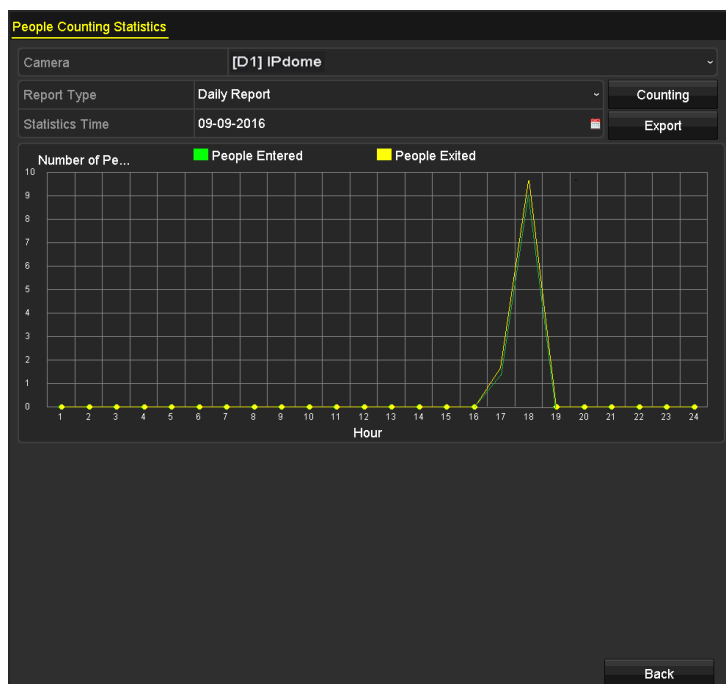 People Counting Statistics
Camera [D1] IPdome
Report Type Daily Report Counting
Statistics Time 09-09-2016 Export
Number of Pe... People Entered People Exited
10
9
8
7
6
5
4
3
2
1
0
1 2 3 4 5 6 7 8 9 10 11 12 13 14 15 16 17 18 19 20 21 22 23 24
Hour
Back